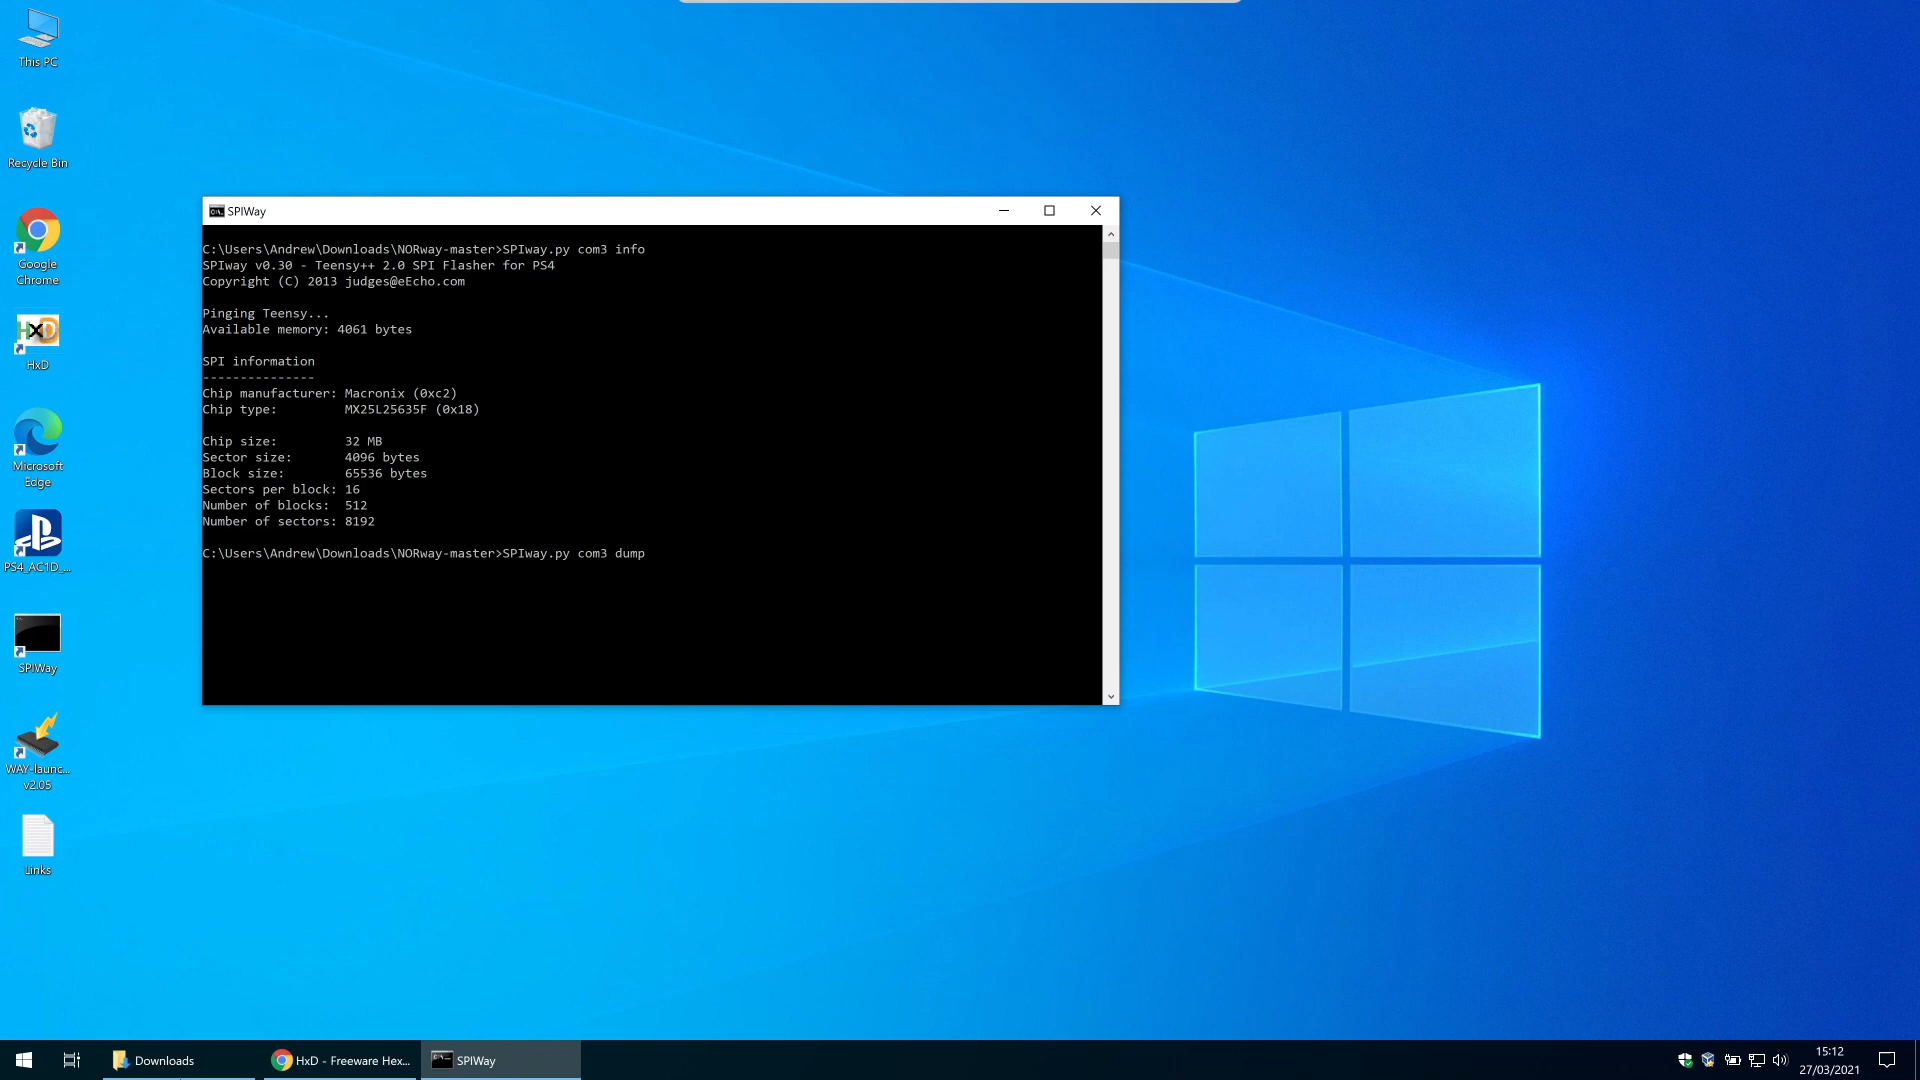 This PC
Recycle Bin
Google
Chrome
HxD
HxD
Microsoft
Edge
PS4_AC1D_...
SPIWay
WAY-launc...
v2.05
Links
SPIWay
C:\Users\Andrew\Downloads\NORway-master>SPIway.py com3 info
SPIway v0.30 - Teensy++ 2.0 SPI Flasher for PS4
Copyright (C) 2013 judges@eEcho.com
Pinging Teensy...
Available memory: 4061 bytes
SPI information
---------------
Chip manufacturer: Macronix (0xc2)
Chip type:         MX25L25635F (0x18)
Chip size:         32 MB
Sector size:       4096 bytes
Block size:        65536 bytes
Sectors per block: 16
Number of blocks:  512
Number of sectors: 8192
C:\Users\Andrew\Downloads\NORway-master>SPIway.py com3 dump
Downloads
HxD - Freeware Hex...
SPIWay
15:12
27/03/2021